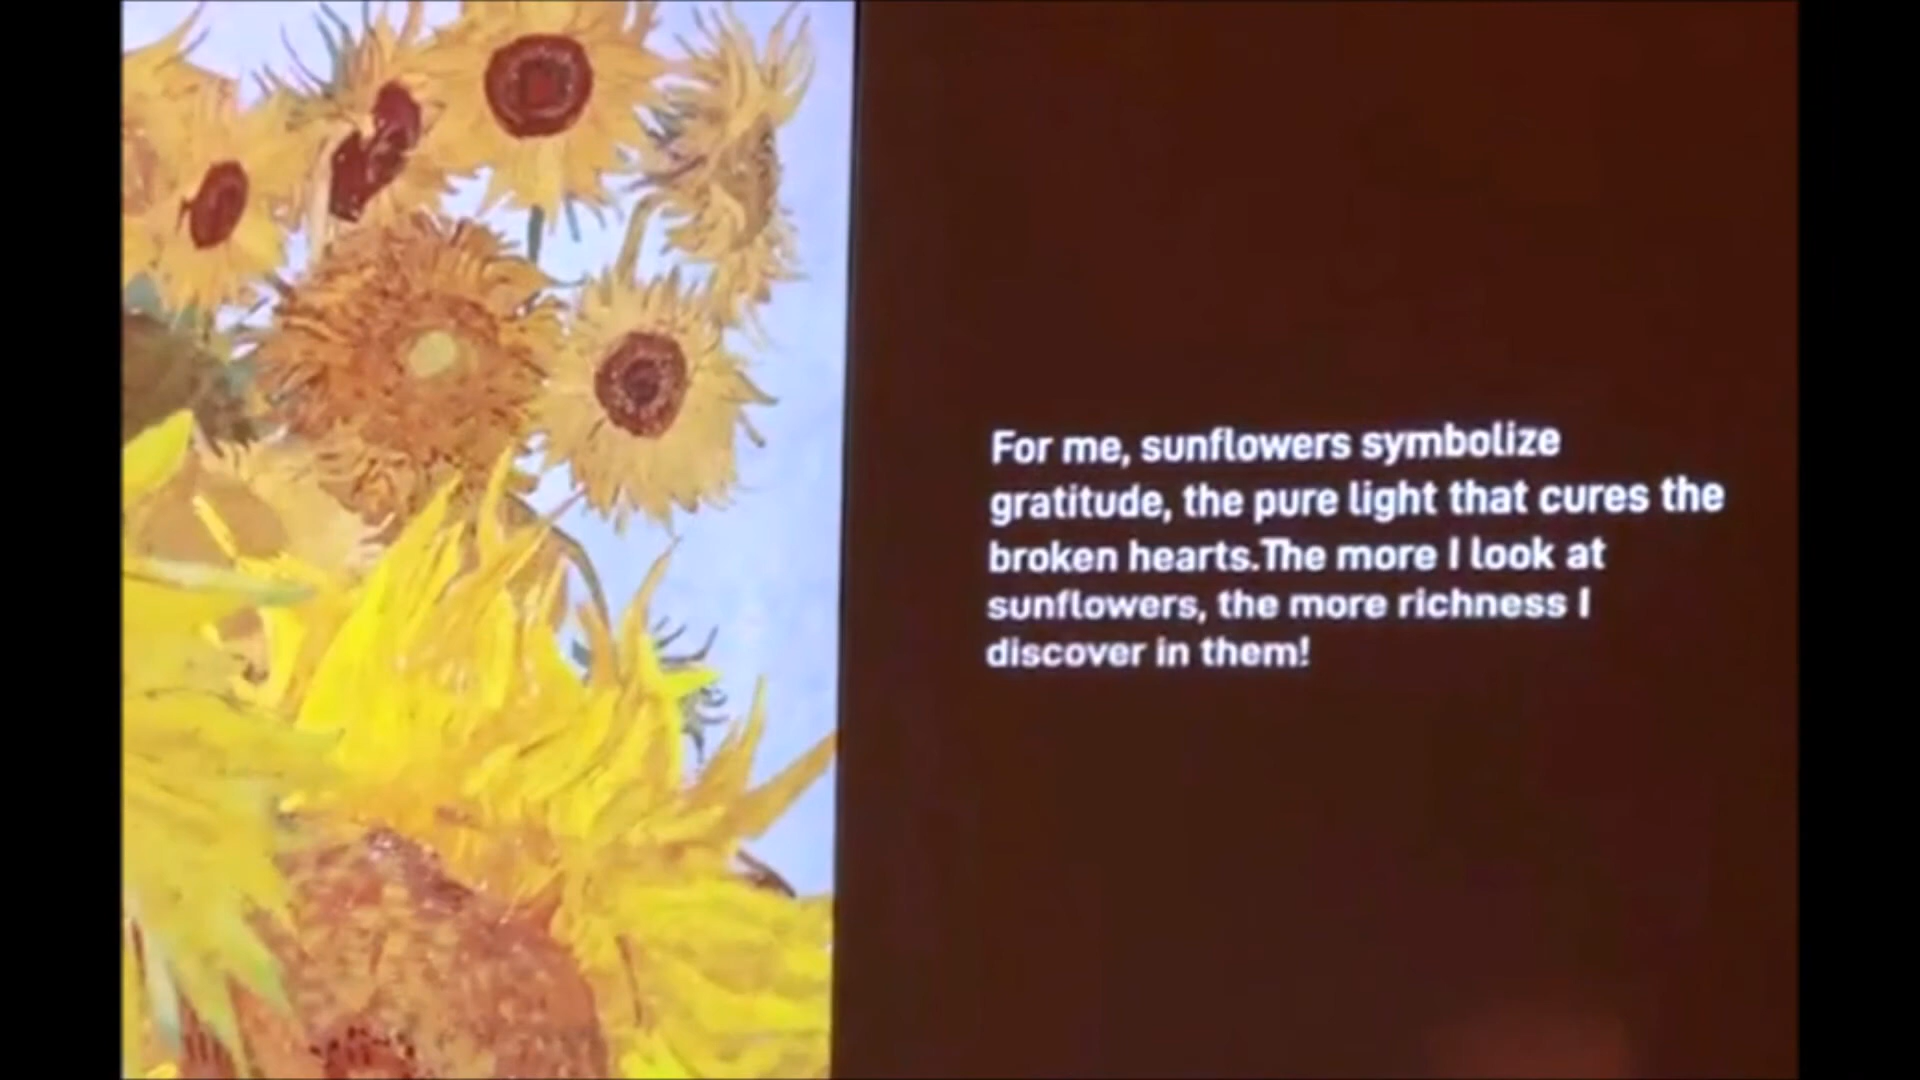 For me, sunflowers symbolize
gratitude, the pure light that cures the
broken hearts.The more I look at
sunflowers, the more richness I
discover in them!